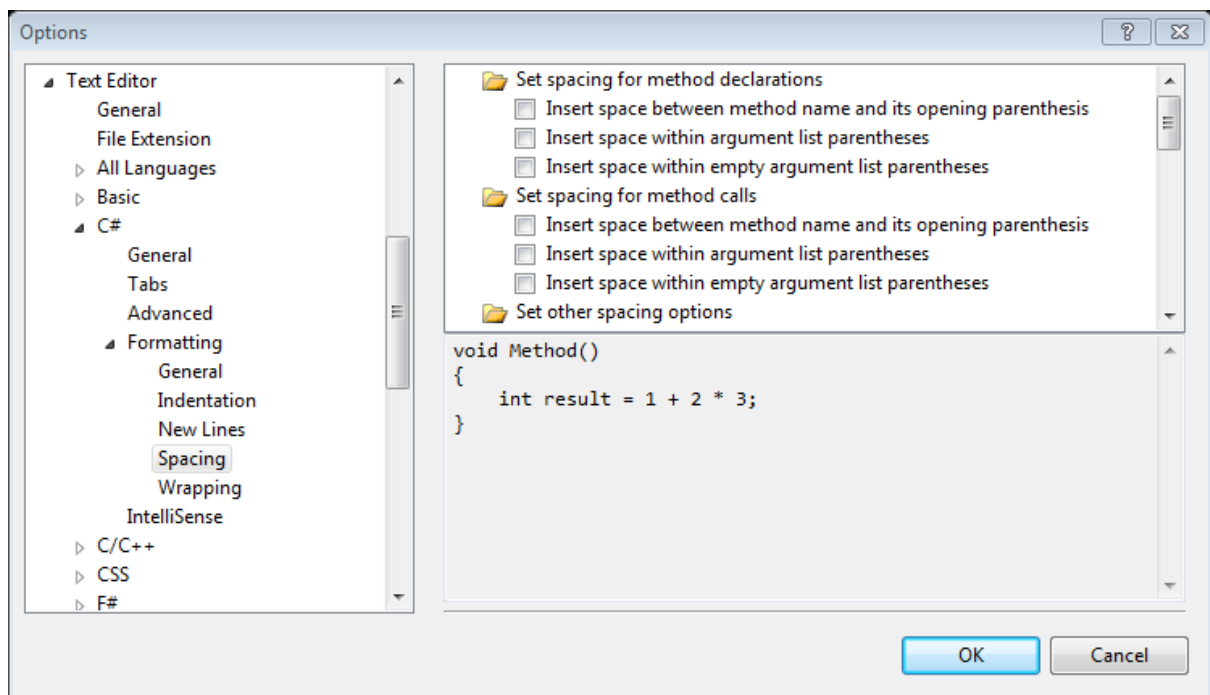 Options
Text Editor
General
File Extension
All Languages
Basic
C#
General
Tabs
Advanced
Formatting
General
Indentation
New Lines
Spacing
Wrapping
IntelliSense
C/C++
CSS
F#
Set spacing for method declarations
Insert space between method name and its opening parenthesis
Insert space within argument list parentheses
Insert space within empty argument list parentheses
Set spacing for method calls
Insert space between method name and its opening parenthesis
Insert space within argument list parentheses
Insert space within empty argument list parentheses
Set other spacing options
void Method()
{
    int result = 1 + 2 * 3;
}
OK
Cancel